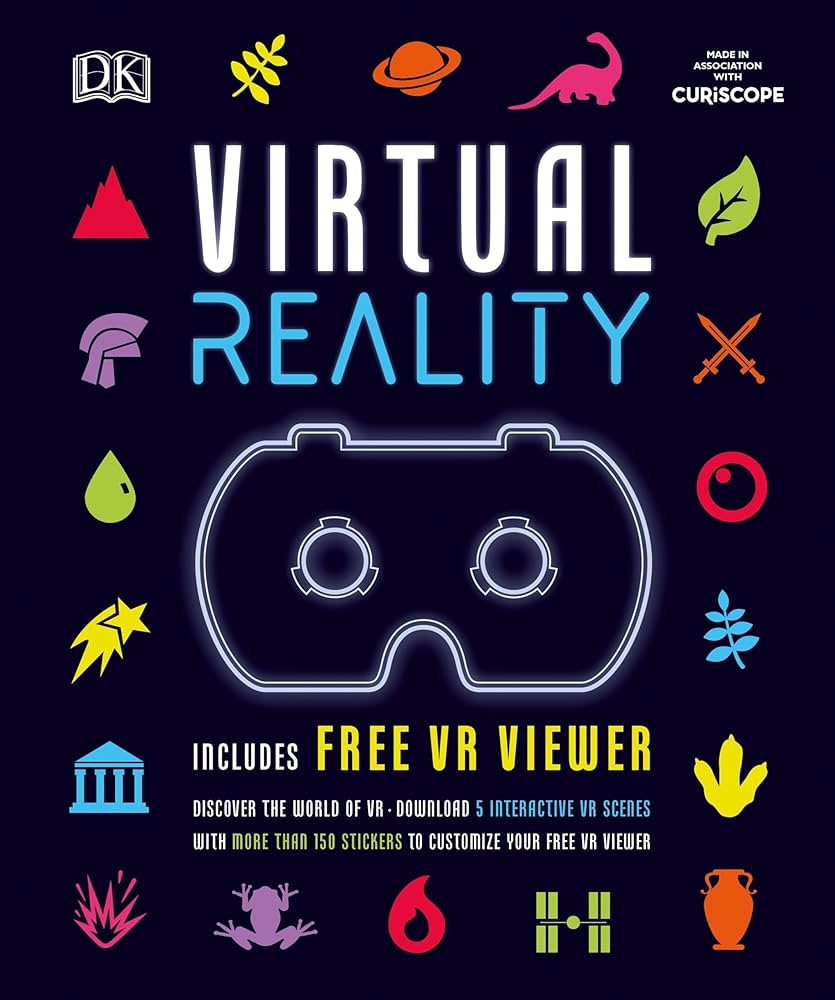 DK
MADE IN
ASSOCIATION
WITH
CURiSCOPE
VIRTUAL
REALITY
INCLUDES FREE VR VIEWER
DISCOVER THE WORLD OF VR · DOWNLOAD 5 INTERACTIVE VR SCENES
WITH MORE THAN 150 STICKERS TO CUSTOMIZE YOUR FREE VR VIEWER